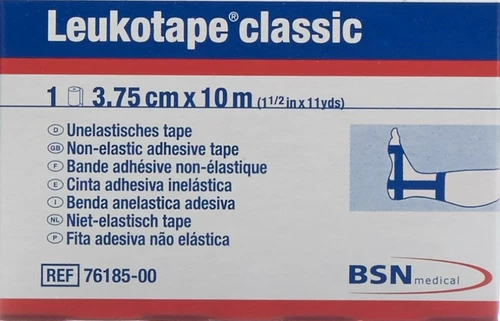 Leukotape® classic
1 3.75 cm x 10 m (1 1/2 in x 11 yds)
D Unelastisches tape
GB Non-elastic adhesive tape
F Bande adhésive non-élastique
E Cinta adhesiva inelástica
I Benda anelastica adesiva
NL Niet-elastisch tape
P Fita adesiva não elástica
REF 76185-00
BSN medical